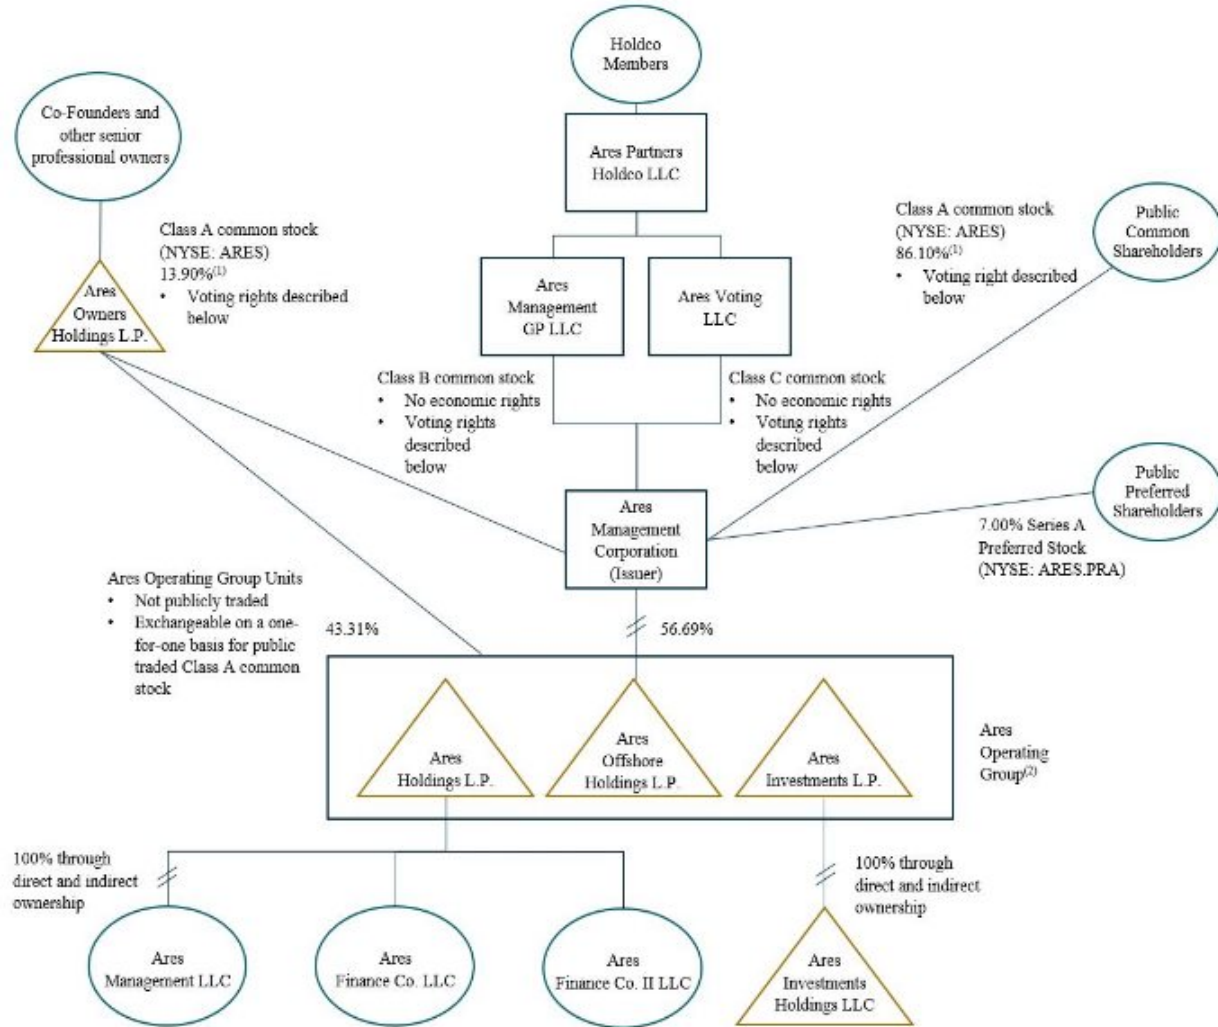 Holdco
Members
Co-Founders and
other senior
professional owners
Ares Partners
Holdco LLC
Class A common stock
(NYSE: ARES)
13.90%(1)
• Voting rights described
below
Class A common stock
(NYSE: ARES)
86.10%(1)
• Voting right described
below
Public
Common
Shareholders
Ares
Owners
Holdings L.P.
Ares
Management
GP LLC
Ares Voting
LLC
Class B common stock
• No economic rights
• Voting rights
described
below
Class C common stock
• No economic rights
• Voting rights
described
below
Public
Preferred
Shareholders
Ares
Management
Corporation
(Issuer)
7.00% Series A
Preferred Stock
(NYSE: ARES.PRA)
Ares Operating Group Units
• Not publicly traded
• Exchangeable on a one-
for-one basis for public
traded Class A common
stock
43.31%
56.69%
Ares
Holdings L.P.
Ares
Offshore
Holdings L.P.
Ares
Investments L.P.
Ares
Operating
Group(2)
100% through
direct and indirect
ownership
100% through
direct and indirect
ownership
Ares
Management LLC
Ares
Finance Co. LLC
Ares
Finance Co. II LLC
Ares
Investments
Holdings LLC